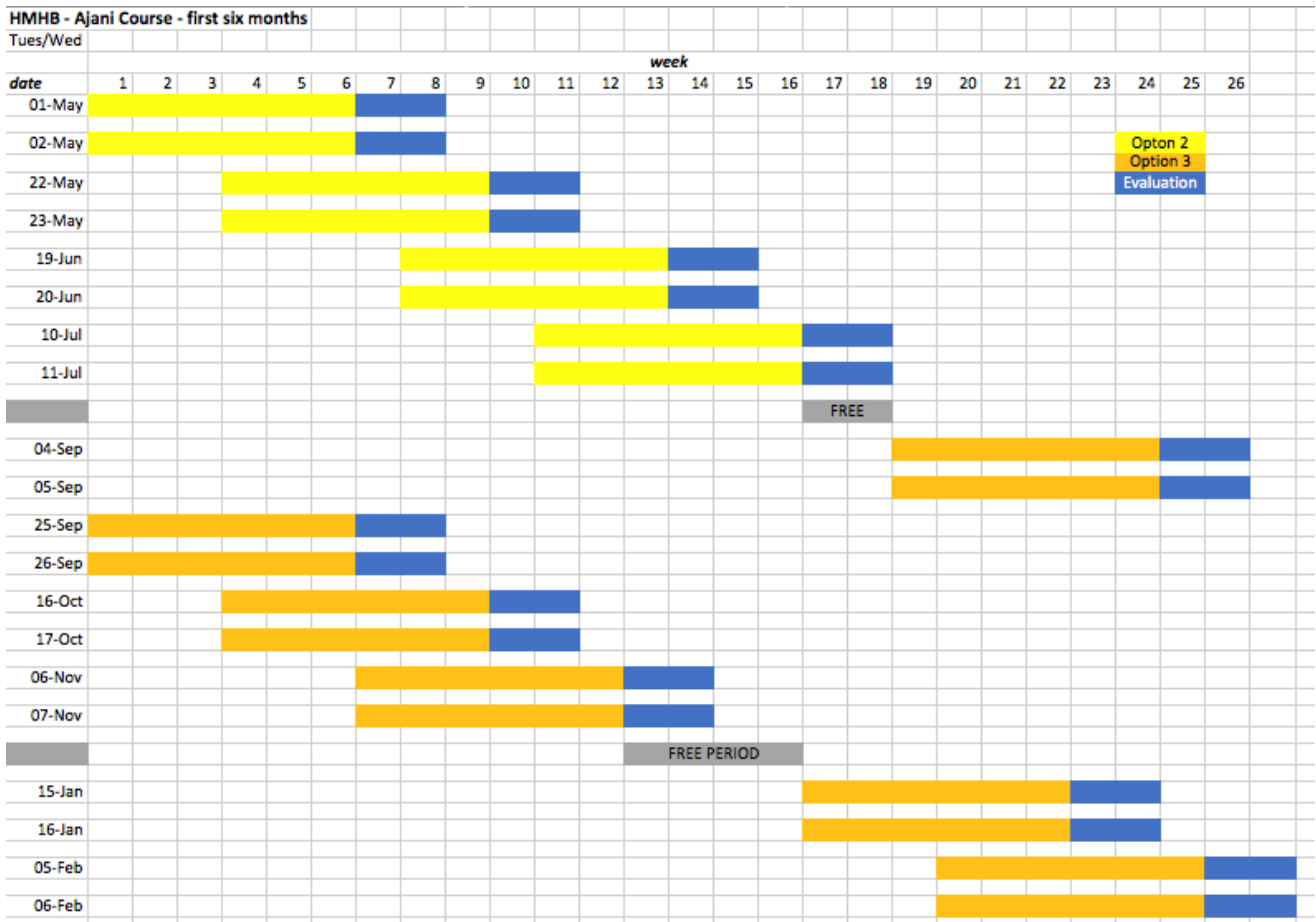 HMHB - Ajani Course - first six months
Tues/Wed
week
date 1 2 3 4 5 6 7 8 9 10 11 12 13 14 15 16 17 18 19 20 21 22 23 24 25 26
01-May
02-May Opton 2
Option 3
22-May Evaluation
23-May
19-Jun
20-Jun
10-Jul
11-Jul
FREE
04-Sep
05-Sep
25-Sep
26-Sep
16-Oct
17-Oct
06-Nov
07-Nov
FREE PERIOD
15-Jan
16-Jan
05-Feb
06-Feb